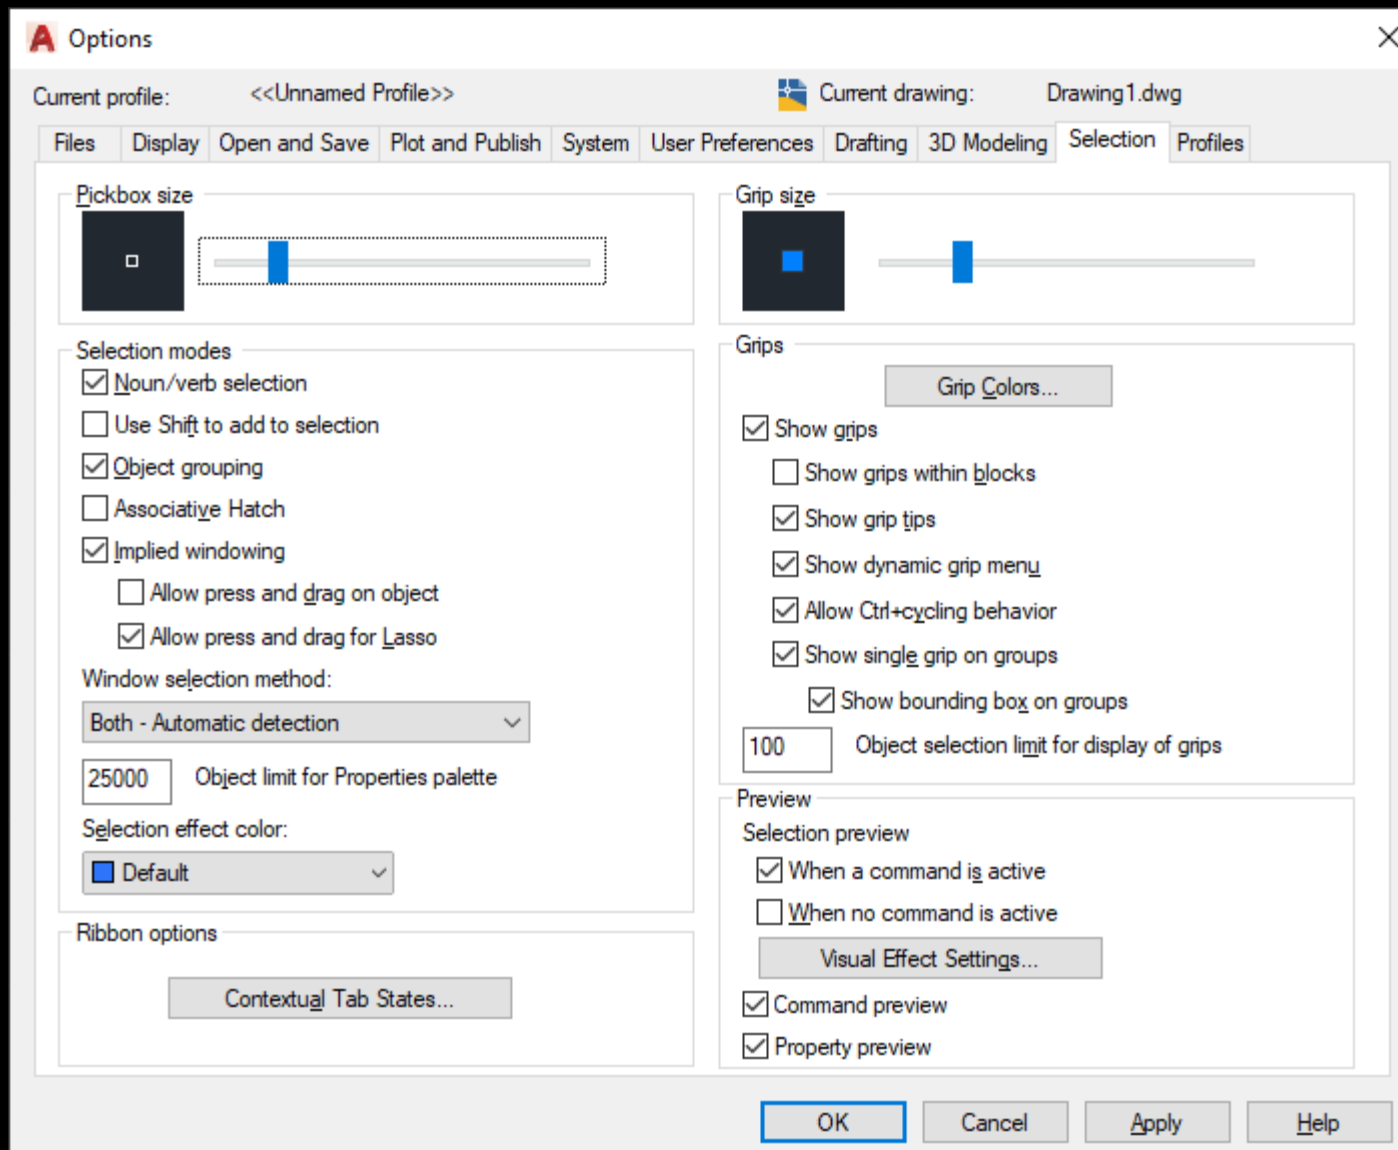 Options
Current profile: <<Unnamed Profile>> Current drawing: Drawing1.dwg
Files Display Open and Save Plot and Publish System User Preferences Drafting 3D Modeling Selection Profiles
Pickbox size
Selection modes
Noun/verb selection
Use Shift to add to selection
Object grouping
Associative Hatch
Implied windowing
Allow press and drag on object
Allow press and drag for Lasso
Window selection method:
Both - Automatic detection
25000 Object limit for Properties palette
Selection effect color:
Default
Ribbon options
Contextual Tab States...
Grip size
Grips
Grip Colors...
Show grips
Show grips within blocks
Show grip tips
Show dynamic grip menu
Allow Ctrl+cycling behavior
Show single grip on groups
Show bounding box on groups
100 Object selection limit for display of grips
Preview
Selection preview
When a command is active
When no command is active
Visual Effect Settings...
Command preview
Property preview
OK Cancel Apply Help